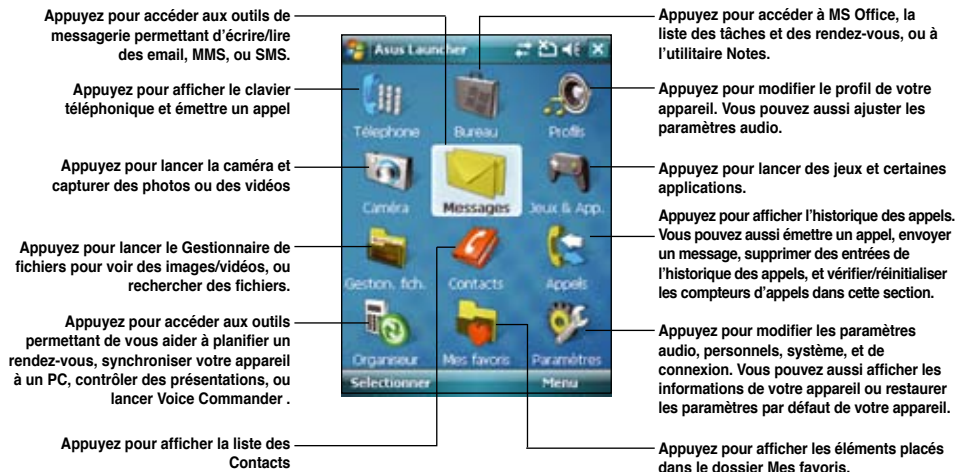 Appuyez pour accéder aux outils de
messagerie permettant d'écrire/lire
des email, MMS, ou SMS.
Appuyez pour afficher le clavier
téléphonique et émettre un appel
Appuyez pour lancer la caméra et
capturer des photos ou des vidéos
Appuyez pour lancer le Gestionnaire de
fichiers pour voir des images/vidéos, ou
rechercher des fichiers.
Appuyez pour accéder aux outils
permettant de vous aider à planifier un
rendez-vous, synchroniser votre appareil
à un PC, contrôler des présentations, ou
lancer Voice Commander .
Appuyez pour afficher la liste des
Contacts
Asus Launcher
Télephone Bureau Profils
Caméra Messages Jeux & App.
Gestion. fich. Contacts Appels
Organiseur Mes favoris Paramètres
Selectionner Menu
Appuyez pour accéder à MS Office, la
liste des tâches et des rendez-vous, ou à
l'utilitaire Notes.
Appuyez pour modifier le profil de votre
appareil. Vous pouvez aussi ajuster les
paramètres audio.
Appuyez pour lancer des jeux et certaines
applications.
Appuyez pour afficher l'historique des appels.
Vous pouvez aussi émettre un appel, envoyer
un message, supprimer des entrées de
l'historique des appels, et vérifier/réinitialiser
les compteurs d'appels dans cette section.
Appuyez pour modifier les paramètres
audio, personnels, système, et de
connexion. Vous pouvez aussi afficher les
informations de votre appareil ou restaurer
les paramètres par défaut de votre appareil.
Appuyez pour afficher les éléments placés
dans le dossier Mes favoris.